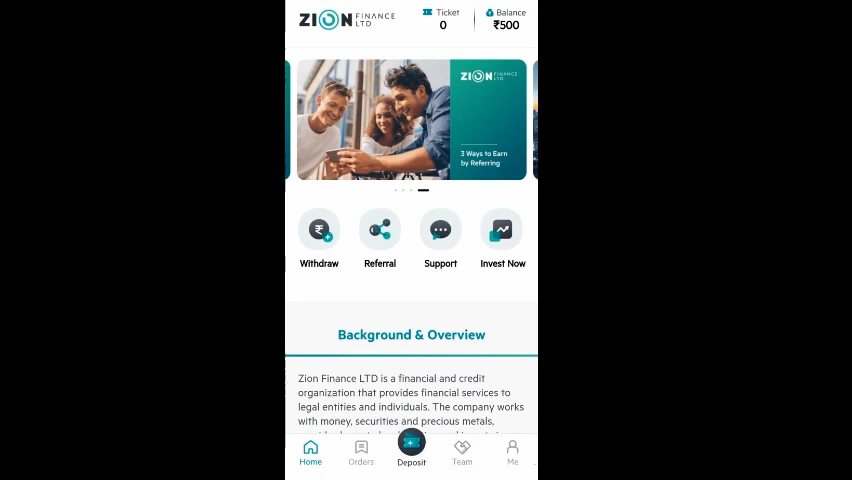 ZION FINANCE LTD
Ticket
0
Balance
₹500
ZION FINANCE LTD
3 Ways to Earn
by Referring
Withdraw
Referral
Support
Invest Now
Background & Overview
Zion Finance LTD is a financial and credit
organization that provides financial services to
legal entities and individuals. The company works
with money, securities and precious metals,
Home
Orders
Deposit
Team
Me